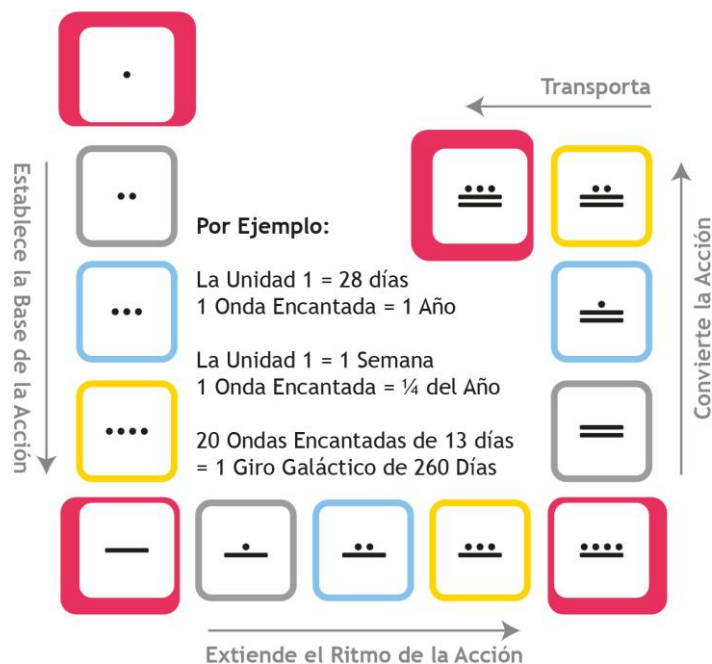 Transporta
Establece la Base de la Acción
Por Ejemplo:
La Unidad 1 = 28 días
1 Onda Encantada = 1 Año
La Unidad 1 = 1 Semana
1 Onda Encantada = ¼ del Año
20 Ondas Encantadas de 13 días
= 1 Giro Galáctico de 260 Días
Convierte la Acción
Extiende el Ritmo de la Acción